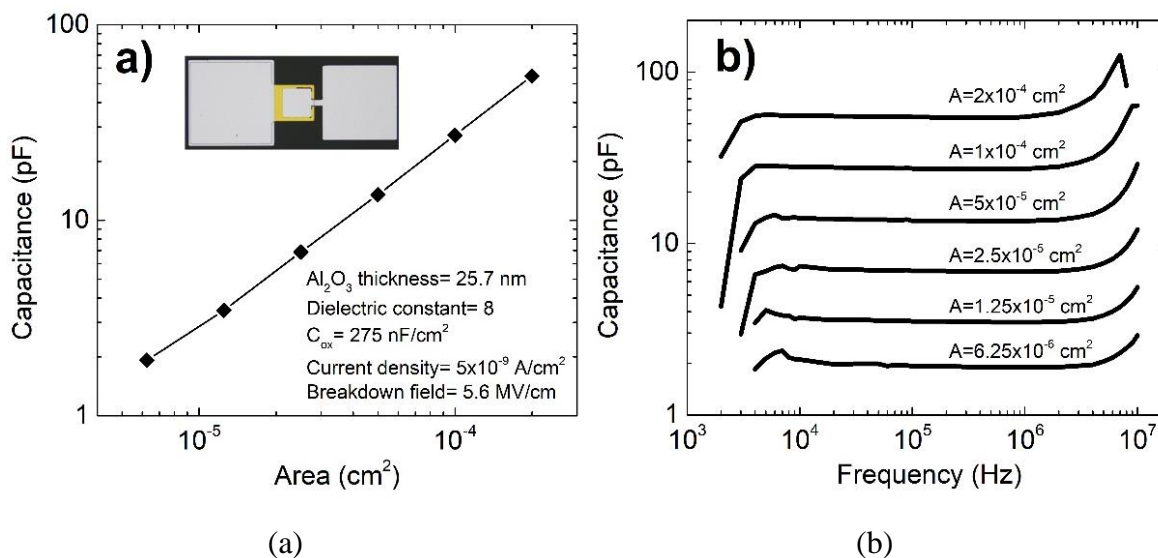 a)
100
10
1
Capacitance (pF)
Al₂O₃ thickness= 25.7 nm
Dielectric constant= 8
Cₒₓ= 275 nF/cm²
Current density= 5x10⁻⁹ A/cm²
Breakdown field= 5.6 MV/cm
10⁻⁵
10⁻⁴
Area (cm²)
b)
100
10
1
Capacitance (pF)
A=2x10⁻⁴ cm²
A=1x10⁻⁴ cm²
A=5x10⁻⁵ cm²
A=2.5x10⁻⁵ cm²
A=1.25x10⁻⁵ cm²
A=6.25x10⁻⁶ cm²
10³
10⁴
10⁵
10⁶
10⁷
Frequency (Hz)
(a)
(b)